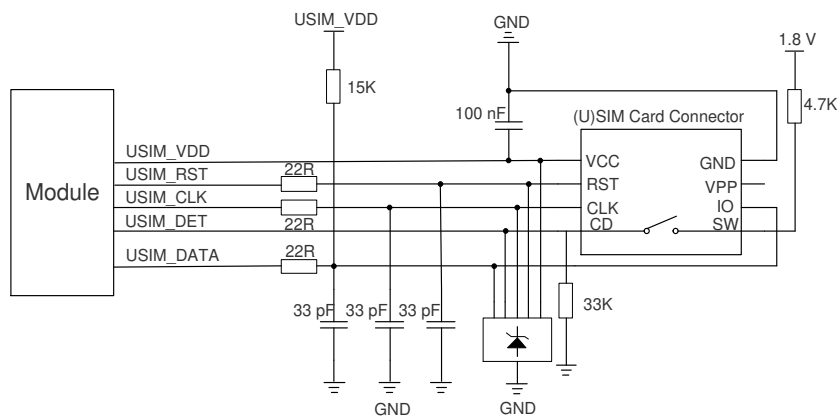 USIM_VDD
GND
1.8 V
15K
4.7K
100 nF
(U)SIM Card Connector
Module
USIM_VDD
USIM_RST
USIM_CLK
USIM_DET
USIM_DATA
22R
22R
22R
VCC
RST
CLK
CD
GND
VPP
IO
SW
33 pF
33 pF
33 pF
33K
GND
GND